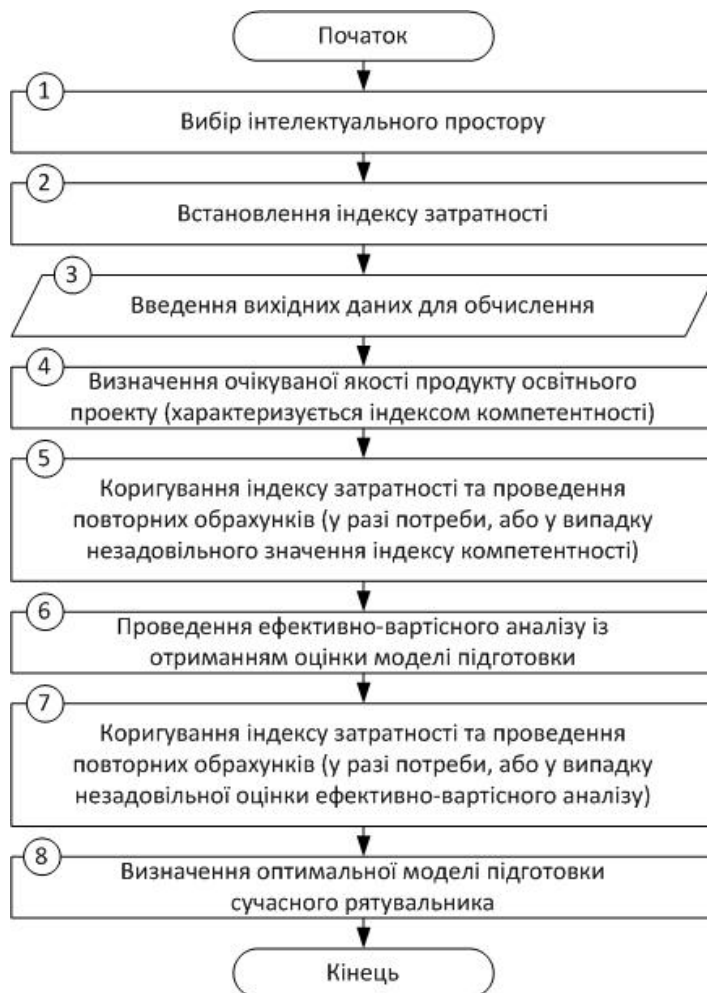 Початок
1
Вибір інтелектуального простору
2
Встановлення індексу затратності
3
Введення вихідних даних для обчислення
4
Визначення очікуваної якості продукту освітнього
проекту (характеризується індексом компетентності)
5
Коригування індексу затратності та проведення
повторних обрахунків (у разі потреби, або у випадку
незадовільного значення індексу компетентності)
6
Проведення ефективно-вартісного аналізу із
отриманням оцінки моделі підготовки
7
Коригування індексу затратності та проведення
повторних обрахунків (у разі потреби, або у випадку
незадовільної оцінки ефективно-вартісного аналізу)
8
Визначення оптимальної моделі підготовки
сучасного рятувальника
Кінець